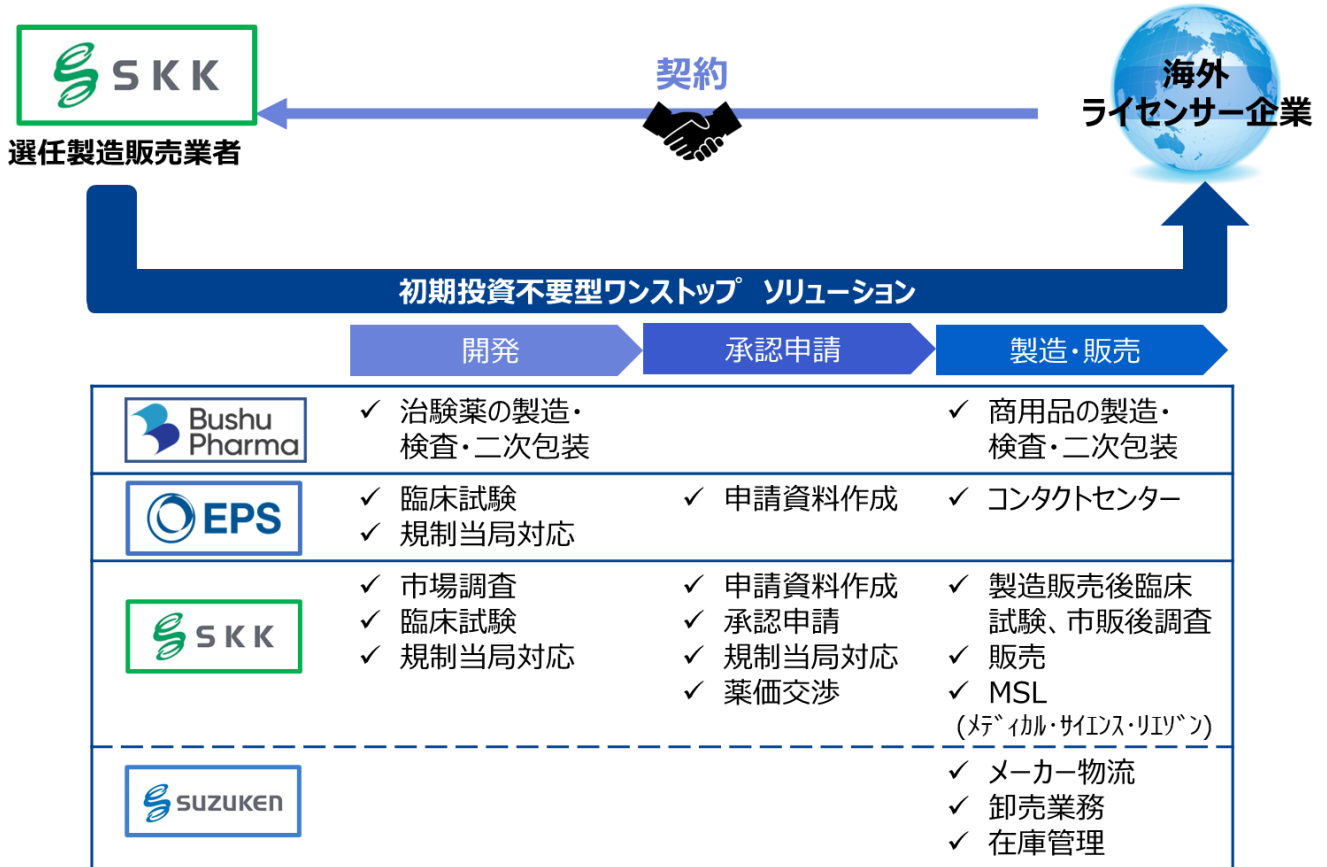 SKK
選任製造販売業者
契約
海外
ライセンサー企業
初期投資不要型ワンストップ ソリューション
開発
承認申請
製造・販売
Bushu
Pharma
✓ 治験薬の製造・
検査・二次包装
✓ 商用品の製造・
検査・二次包装
EPS
✓ 臨床試験
✓ 規制当局対応
✓ 申請資料作成
✓ コンタクトセンター
SKK
✓ 市場調査
✓ 臨床試験
✓ 規制当局対応
✓ 申請資料作成
✓ 承認申請
✓ 規制当局対応
✓ 薬価交渉
✓ 製造販売後臨床
試験、市販後調査
✓ 販売
✓ MSL
(ﾒﾃﾞｨｶﾙ・ｻｲｴﾝｽ・ﾘｴｿﾞﾝ)
suzuken
✓ メーカー物流
✓ 卸売業務
✓ 在庫管理